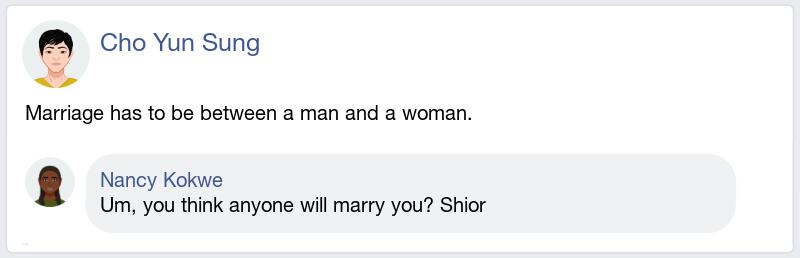 Cho Yun Sung
Marriage has to be between a man and a woman.
Nancy Kokwe
Um, you think anyone will marry you? Shior